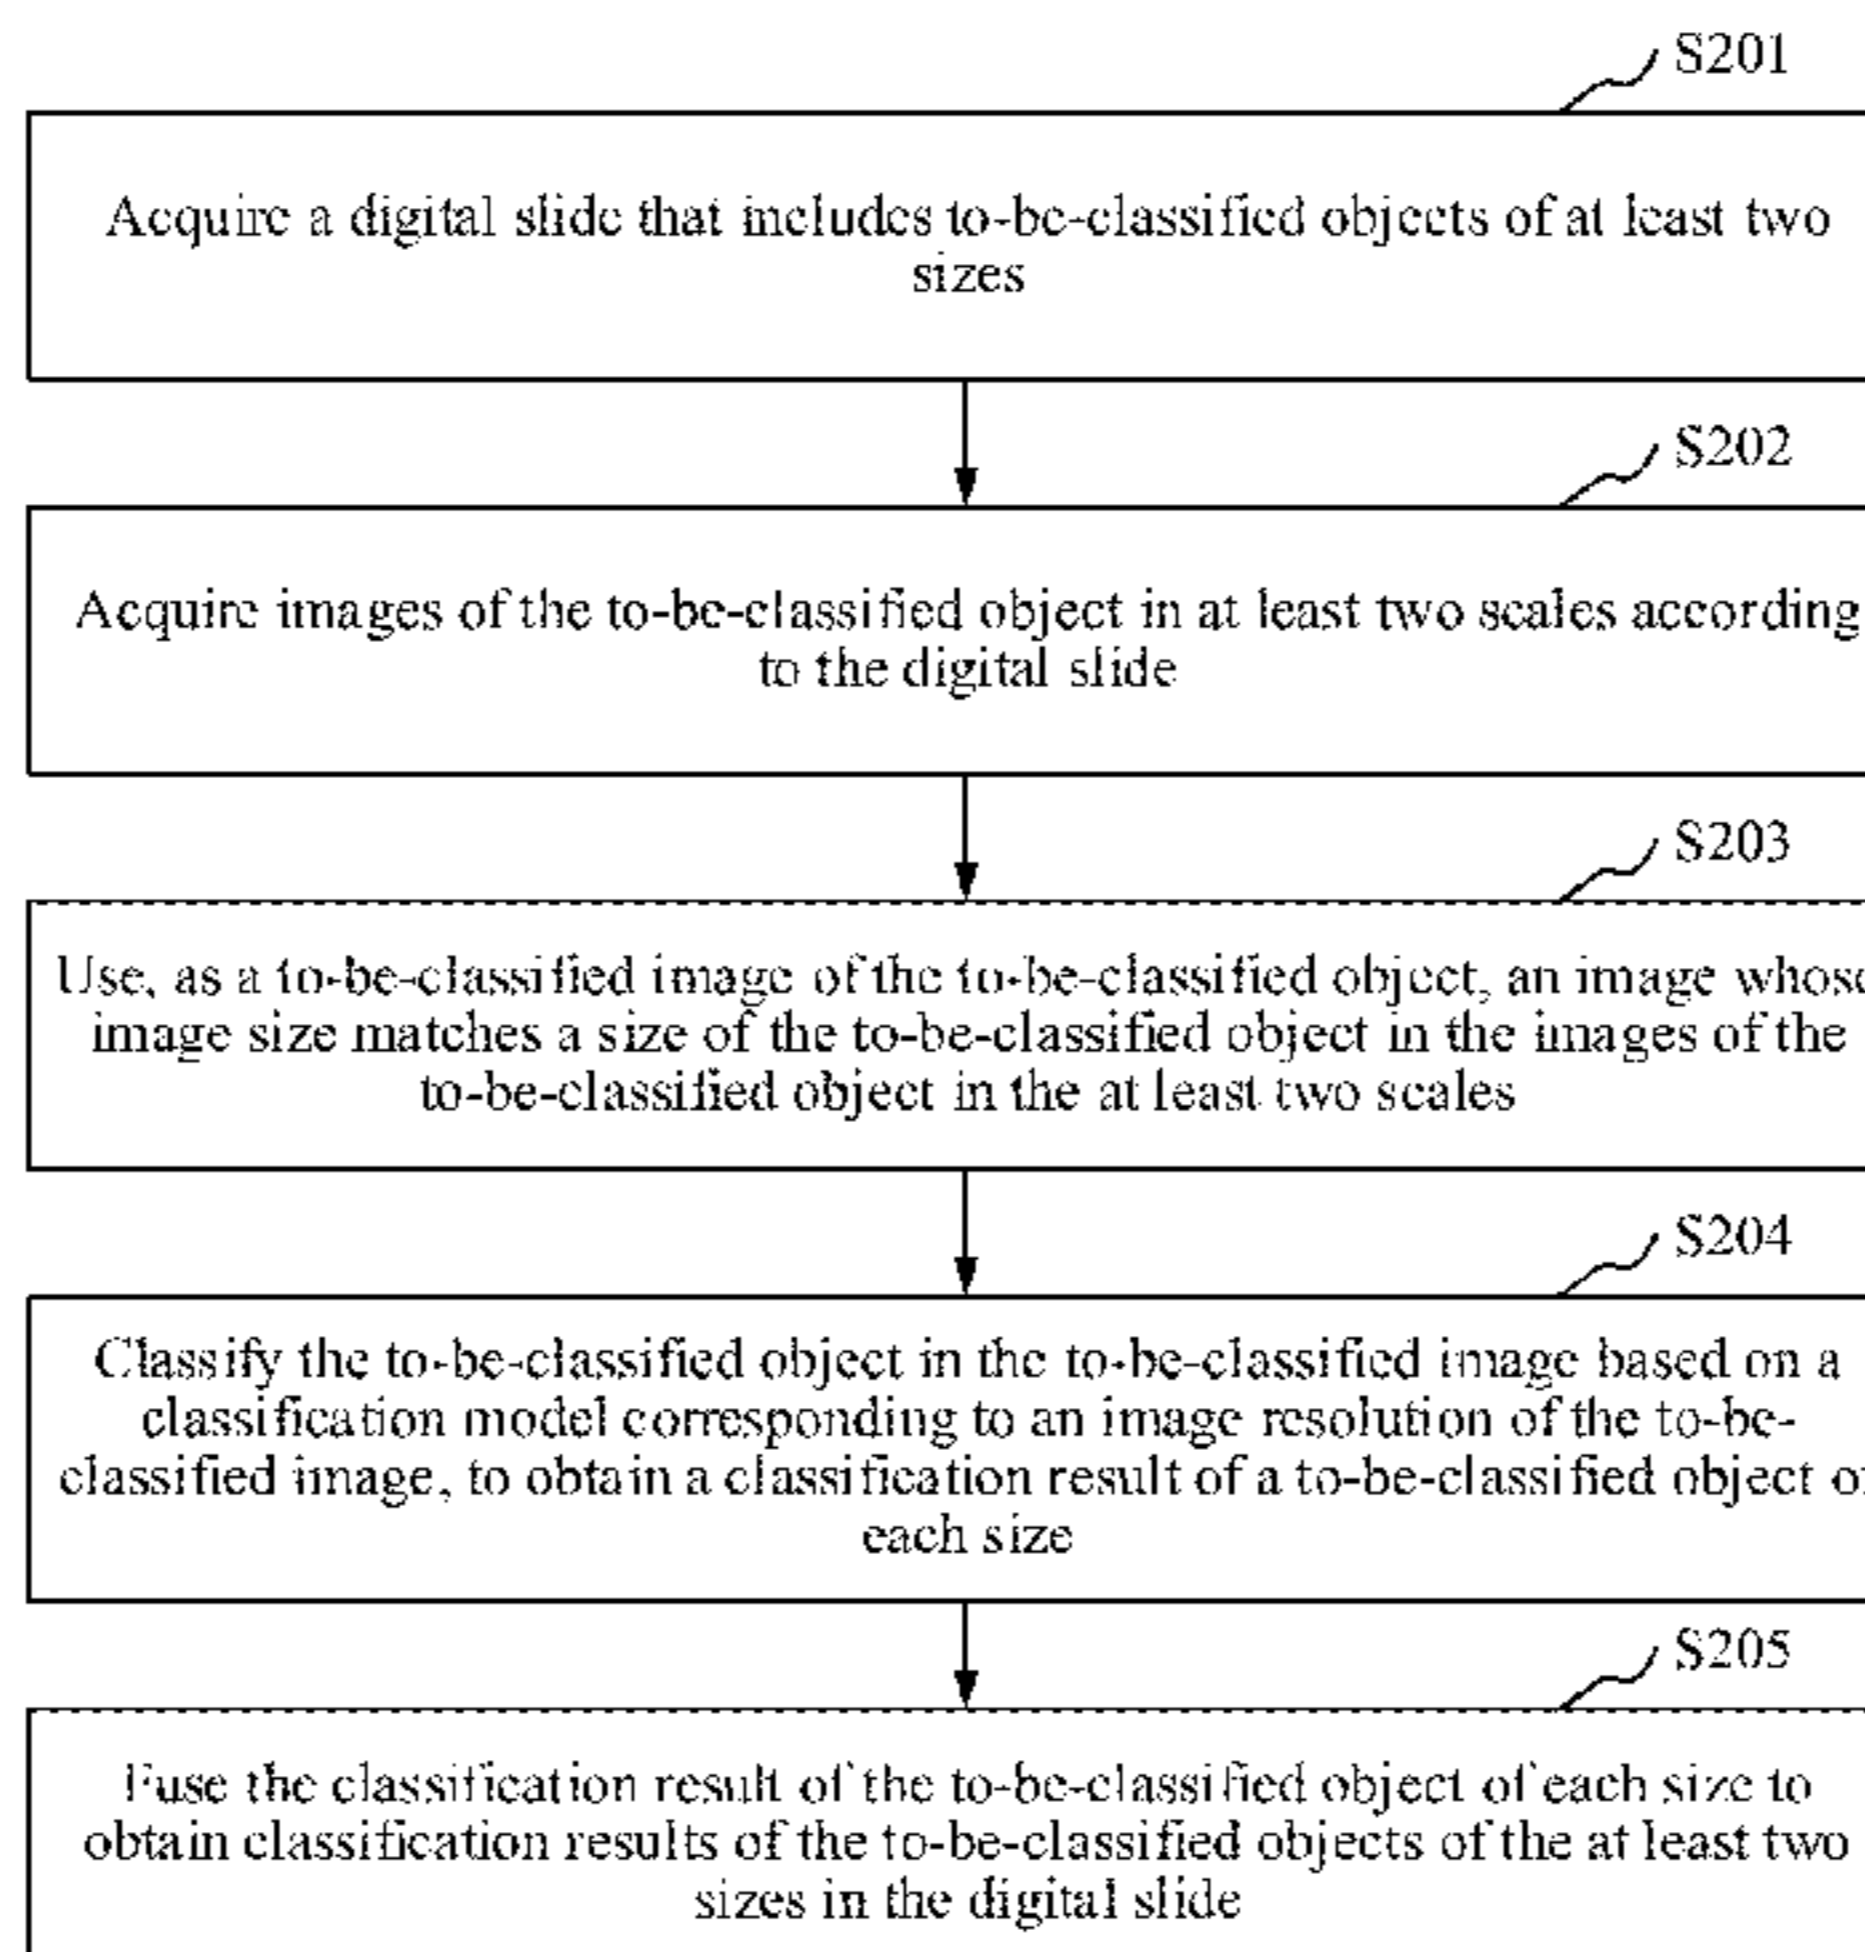 S201
Acquire a digital slide that includes to-be-classified objects of at least two
sizes
S202
Acquire images of the to-be-classified object in at least two scales according
to the digital slide
S203
Use, as a to-be-classified image of the to-be-classified object, an image whose
image size matches a size of the to-be-classified object in the images of the
to-be-classified object in the at least two scales
S204
Classify the to-be-classified object in the to-be-classified image based on a
classification model corresponding to an image resolution of the to-be-
classified image, to obtain a classification result of a to-be-classified object of
each size
S205
Fuse the classification result of the to-be-classified object of each size to
obtain classification results of the to-be-classified objects of the at least two
sizes in the digital slide